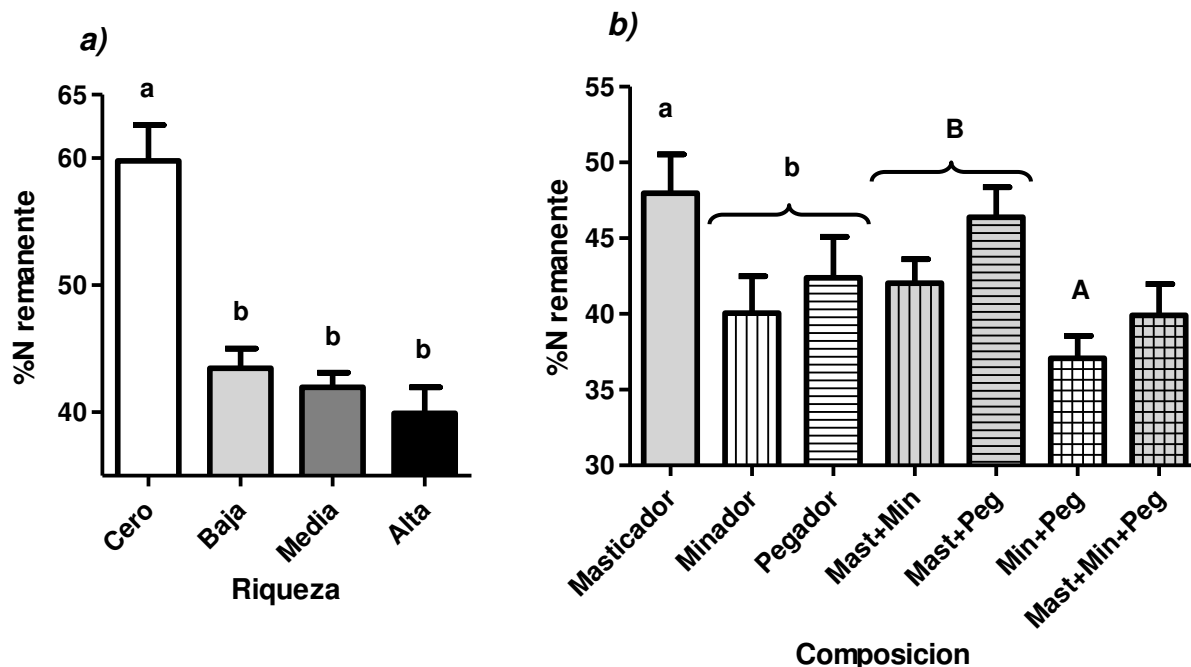 a)
65
60
50
40
%N remanente
a
b
b
b
Cero
Baja
Media
Alta
Riqueza
b)
55
50
45
40
35
30
%N remanente
a
b
B
A
Masticador
Minador
Pegador
Mast+Min
Mast+Peg
Min+Peg
Mast+Min+Peg
Composicion